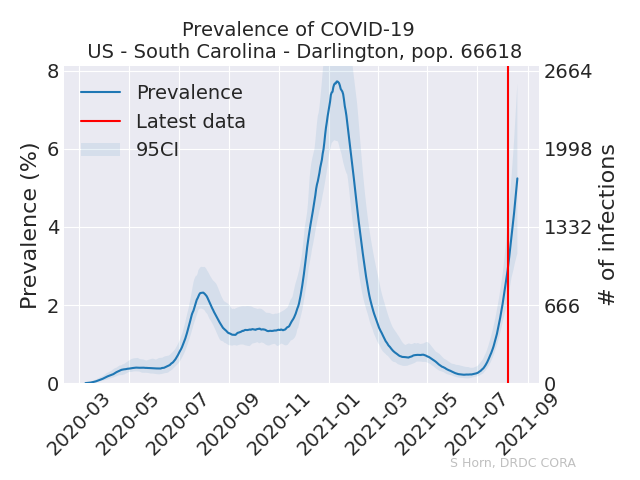 Prevalence of COVID-19
US - South Carolina - Darlington, pop. 66618
Prevalence
Latest data
95CI
Prevalence (%)
8
6
4
2
0
2664
1998
1332
666
0
# of infections
2020-03
2020-05
2020-07
2020-09
2020-11
2021-01
2021-03
2021-05
2021-07
2021-09
S Horn, DRDC CORA